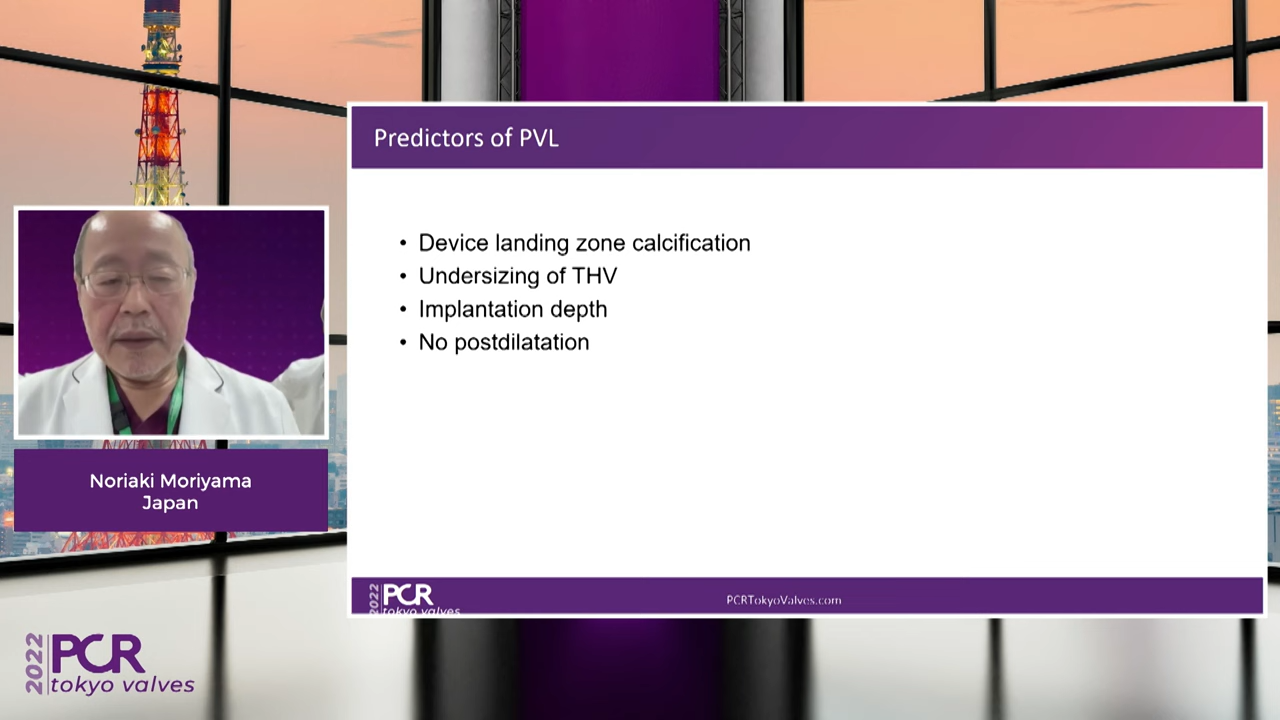 Predictors of PVL
• Device landing zone calcification
• Undersizing of THV
• Implantation depth
• No postdilatation
Noriaki Moriyama
Japan
2022 PCR
tokyo valves
PCRTokyoValves.com
2022 PCR
tokyo valves